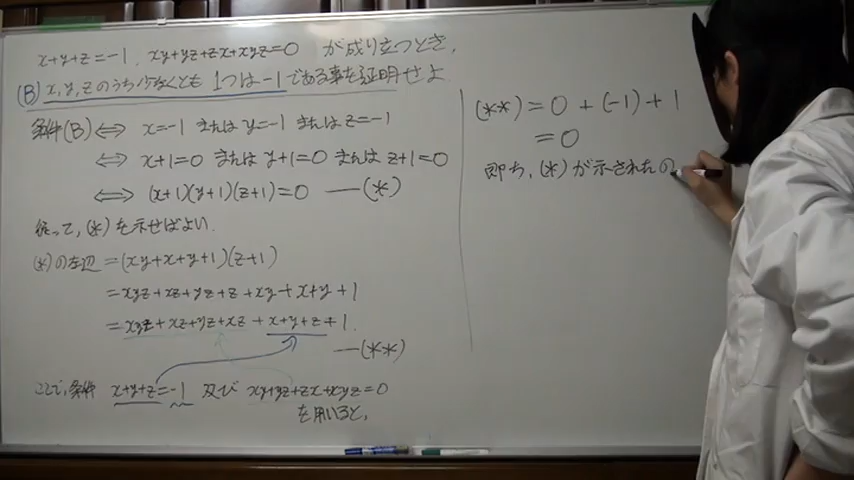 x+y+z=-1, xy+yz+zx+xyz=0 が成り立つとき,
(B) x,y,zのうち少なくとも 1つは-1である事を証明せよ
条件(B) ⇔ x=-1 または y=-1 または z=-1
⇔ x+1=0 または y+1=0 または z+1=0
⇔ (x+1)(y+1)(z+1)=0 —(*)
従って, (*)を示せばよい.
(*)の左辺 =(xy+x+y+1)(z+1)
=xyz+xz+yz+z+xy+x+y+1
=xyz+xz+yz+xz+x+y+z+1.
—(**)
ここで, 条件 x+y+z=-1 及び xy+yz+zx+xyz=0
を用いると,
(**)=0+(-1)+1
=0
即ち, (*)が示されたの